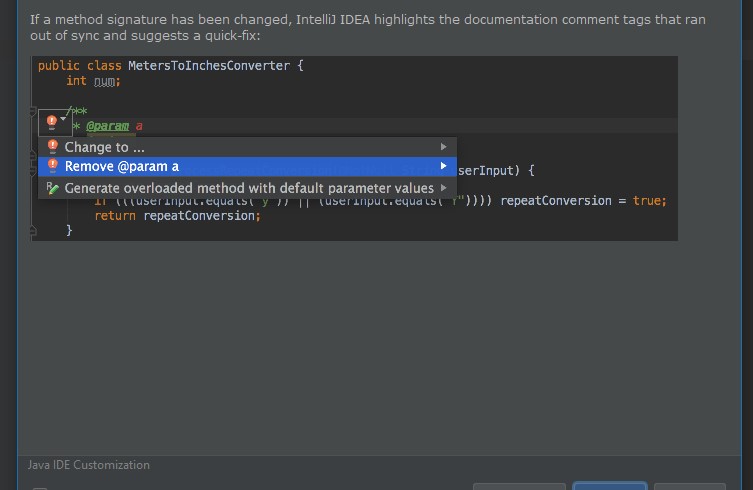 If a method signature has been changed, IntelliJ IDEA highlights the documentation comment tags that ran
out of sync and suggests a quick-fix:
public class MetersToInchesConverter {
int num;
/**
* @param a
Change to ...
Remove @param a
serInput) {
Generate overloaded method with default parameter values
if (((userInput.equals("y")) || (userInput.equals("Y")))) repeatConversion = true;
return repeatConversion;
}
Java IDE Customization